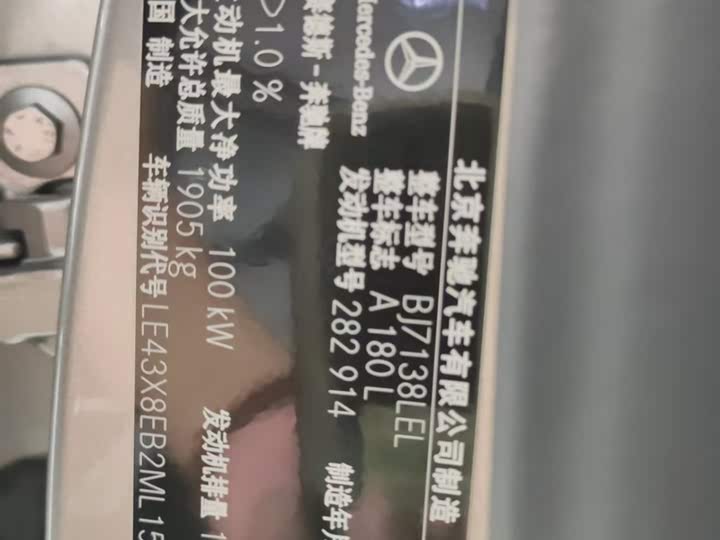 北京奔驰汽车有限公司制造
Mercedes-Benz
整车型号 BJ7138LEL
整车标志 A 180 L
发动机型号 282 914 制造年月
赛德斯-奔驰牌
>1.0 %
动机最大净功率 100 kW 发动机排量 1
大允许总质量 1905 kg
国 制造 车辆识别代号 LE43X8EB2ML15